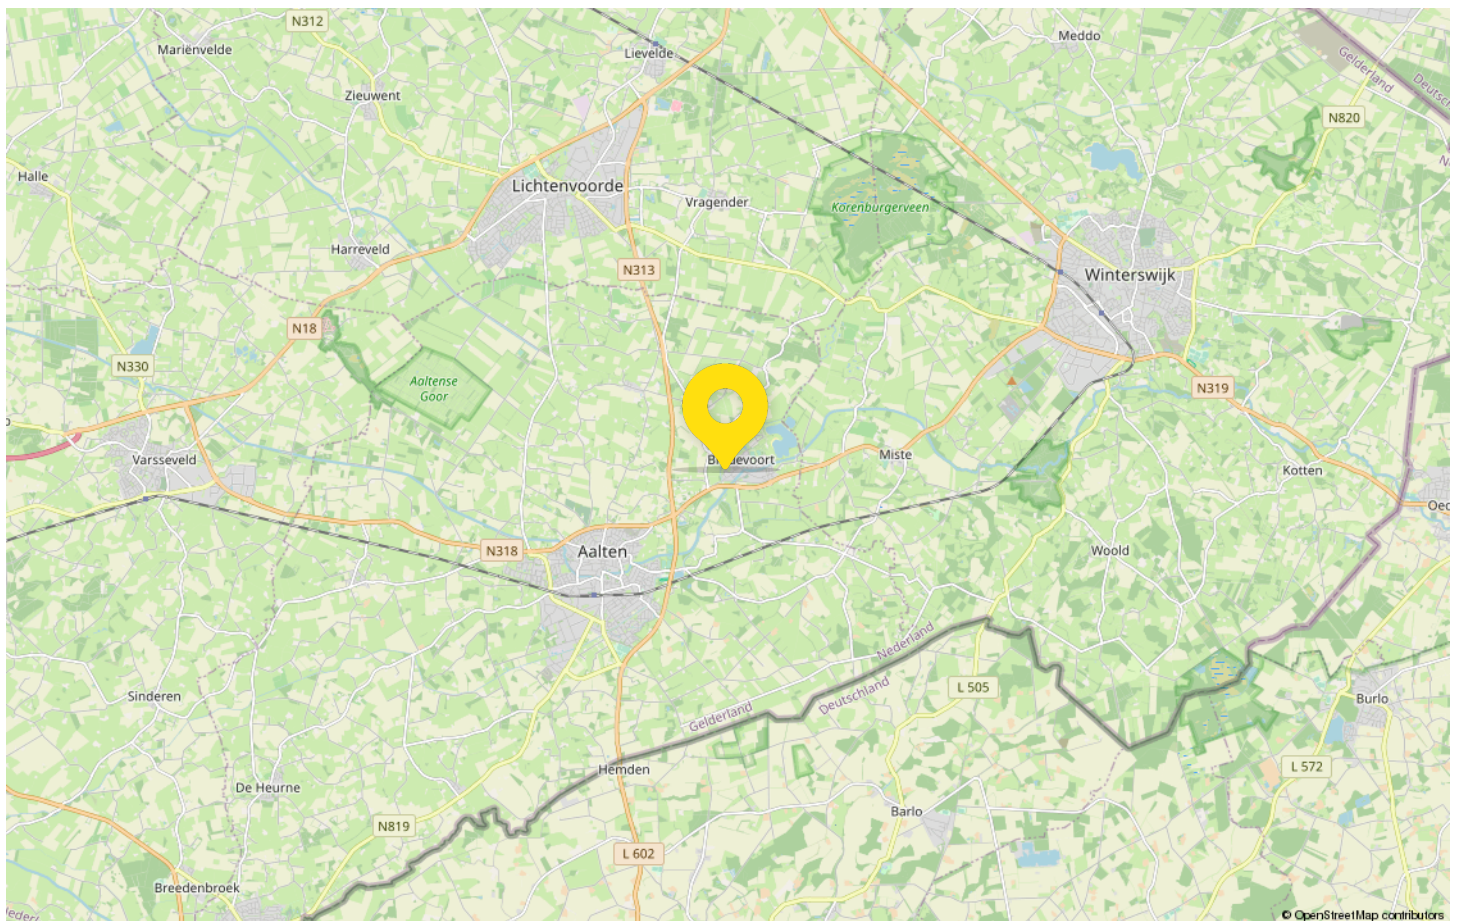 N312
Mariënvelde
Lievelde
Meddo
Gelderland
Zieuwent
N820
Halle
Lichtenvoorde
Vragender
Korenburgerveen
Harreveld
N313
Winterswijk
N18
N330
Aaltense
Goor
N319
Varsseveld
Miste
Kotten
N318
Aalten
Woold
Nederland
Sinderen
L 505
Deutschland
Gelderland
Burlo
Hemden
L 572
De Heurne
Barlo
N819
L 602
Breedenbroek
© OpenStreetMap contributors